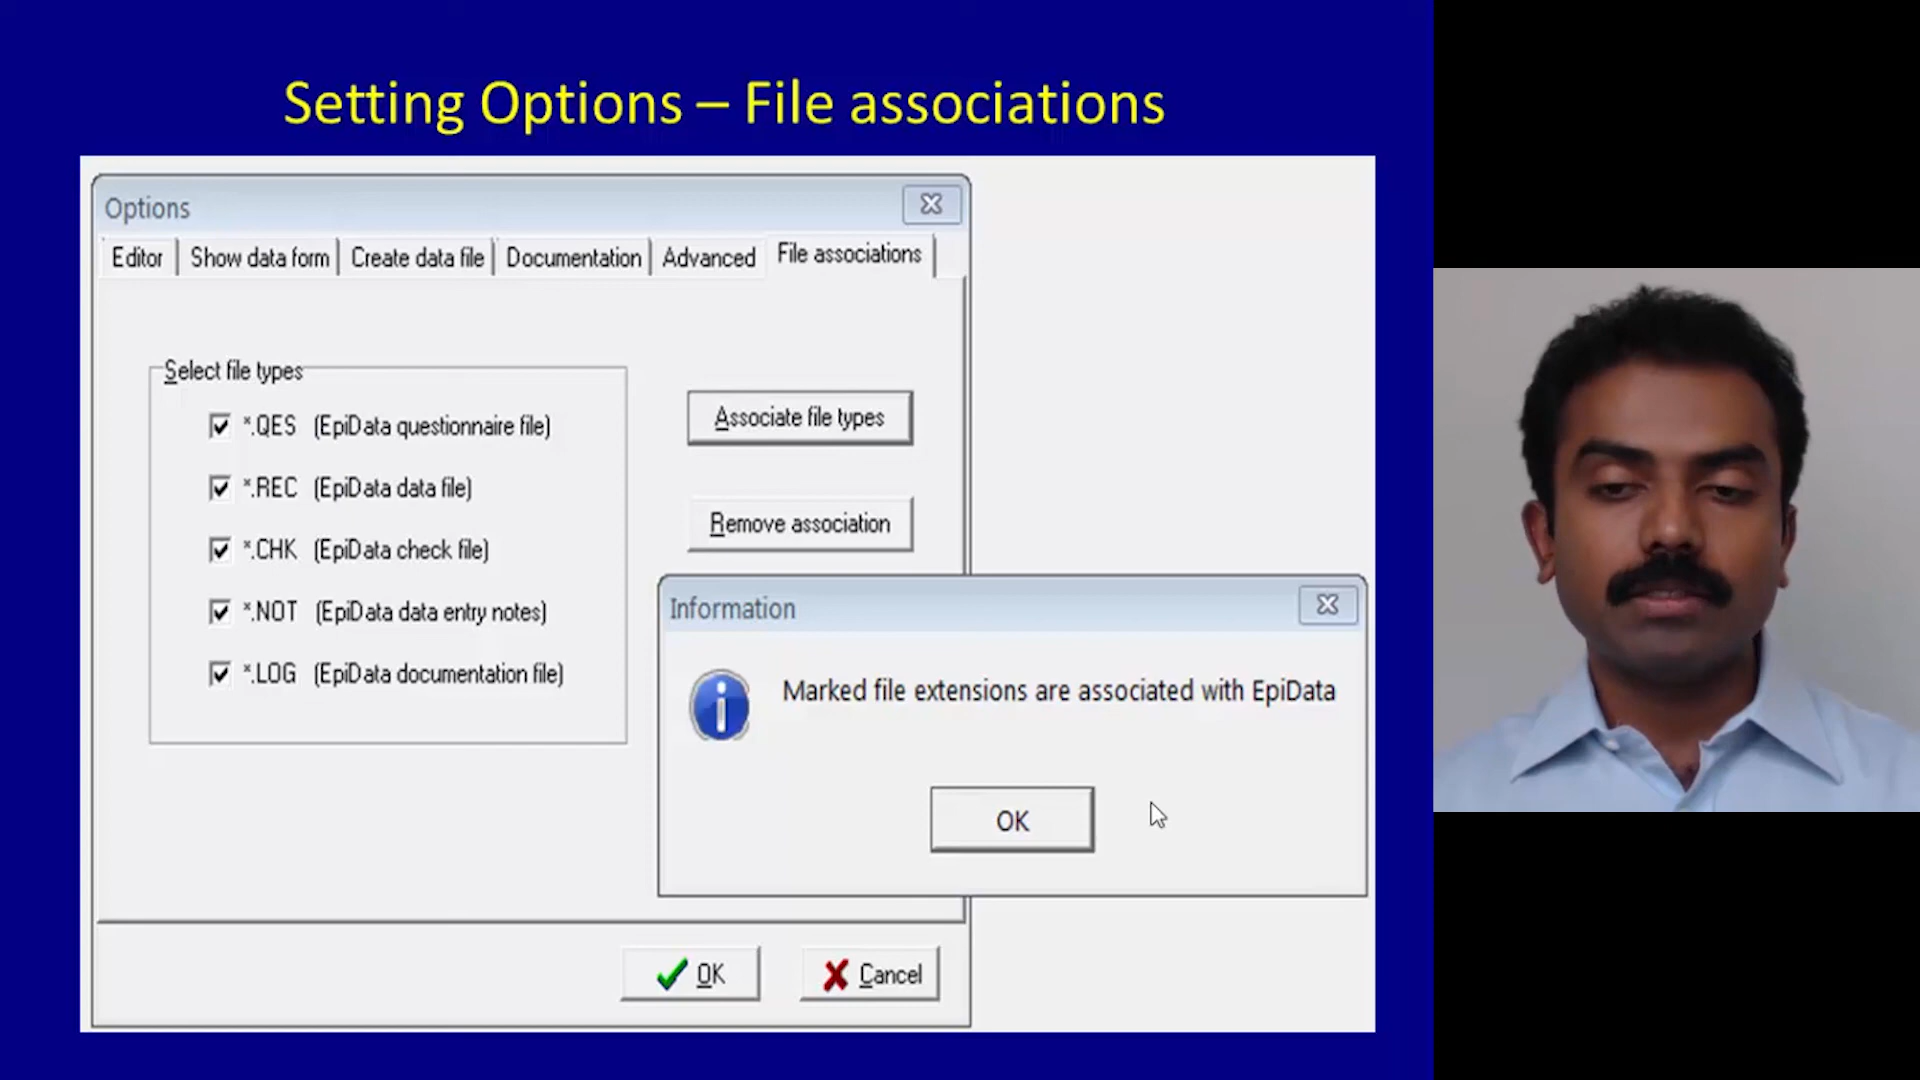 Setting Options – File associations
Options
Editor Show data form Create data file Documentation Advanced File associations
Select file types
*.QES (EpiData questionnaire file)
*.REC (EpiData data file)
*.CHK (EpiData check file)
*.NOT (EpiData data entry notes)
*.LOG (EpiData documentation file)
Associate file types
Remove association
Information
Marked file extensions are associated with EpiData
OK
OK Cancel